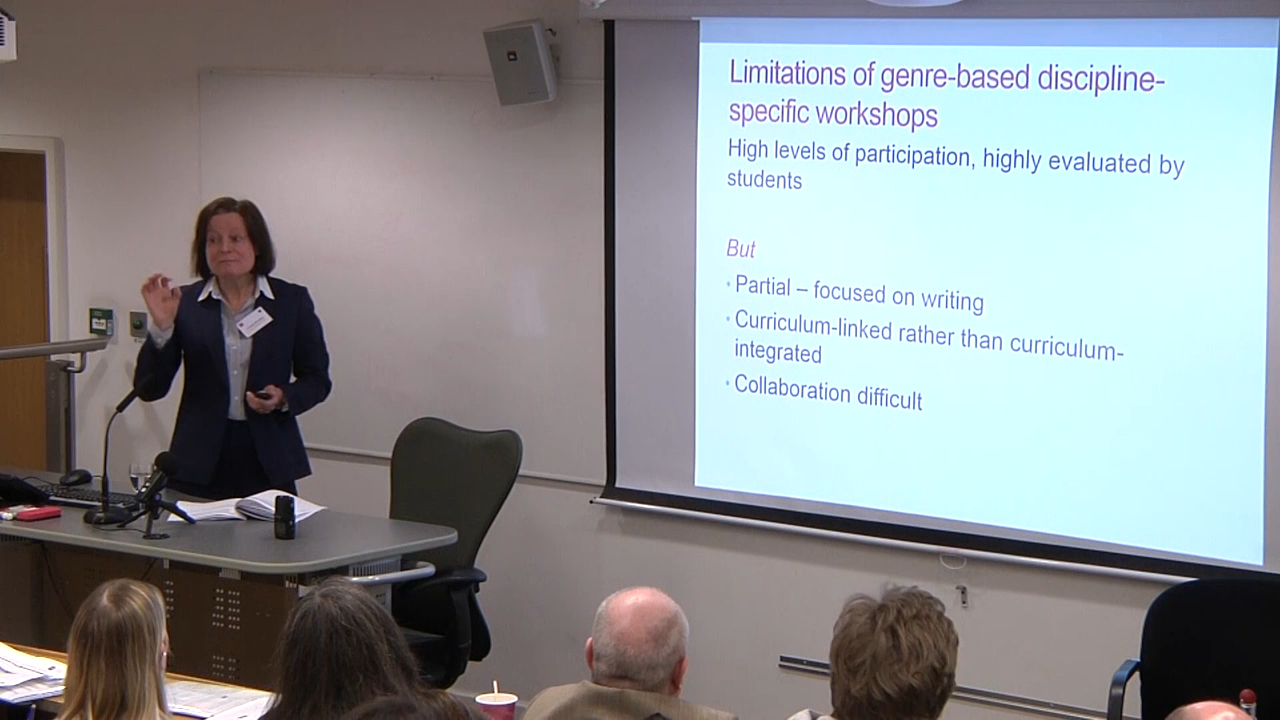 Limitations of genre-based discipline-
specific workshops
High levels of participation, highly evaluated by
students
But
• Partial – focused on writing
• Curriculum-linked rather than curriculum-
integrated
• Collaboration difficult